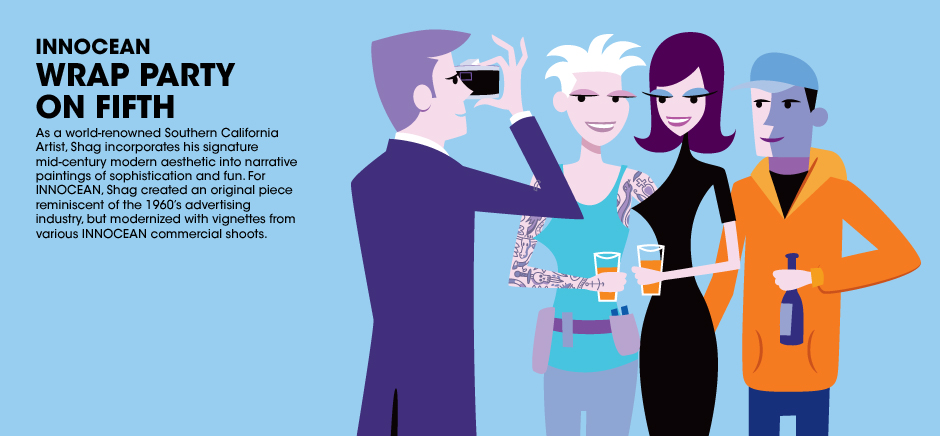 INNOCEAN
WRAP PARTY
ON FIFTH
As a world-renowned Southern California
Artist, Shag incorporates his signature
mid-century modern aesthetic into narrative
paintings of sophistication and fun. For
INNOCEAN, Shag created an original piece
reminiscent of the 1960's advertising
industry, but modernized with vignettes from
various INNOCEAN commercial shoots.